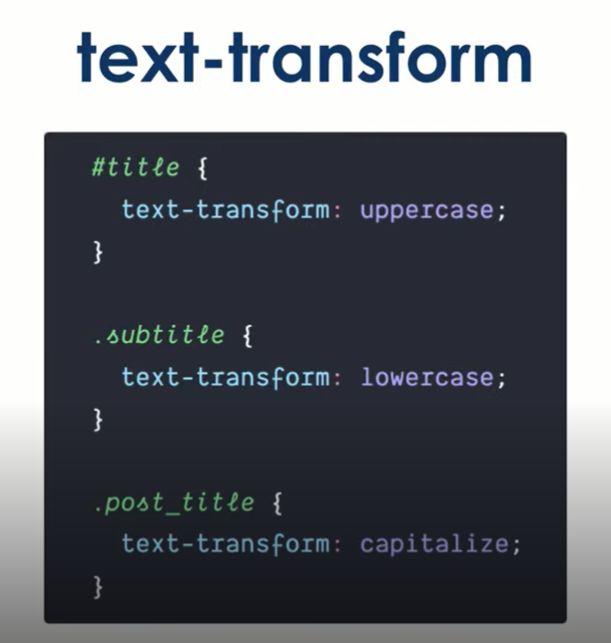 text-transform
#title {
  text-transform: uppercase;
}
.subtitle {
  text-transform: lowercase;
}
.post_title {
  text-transform: capitalize;
}